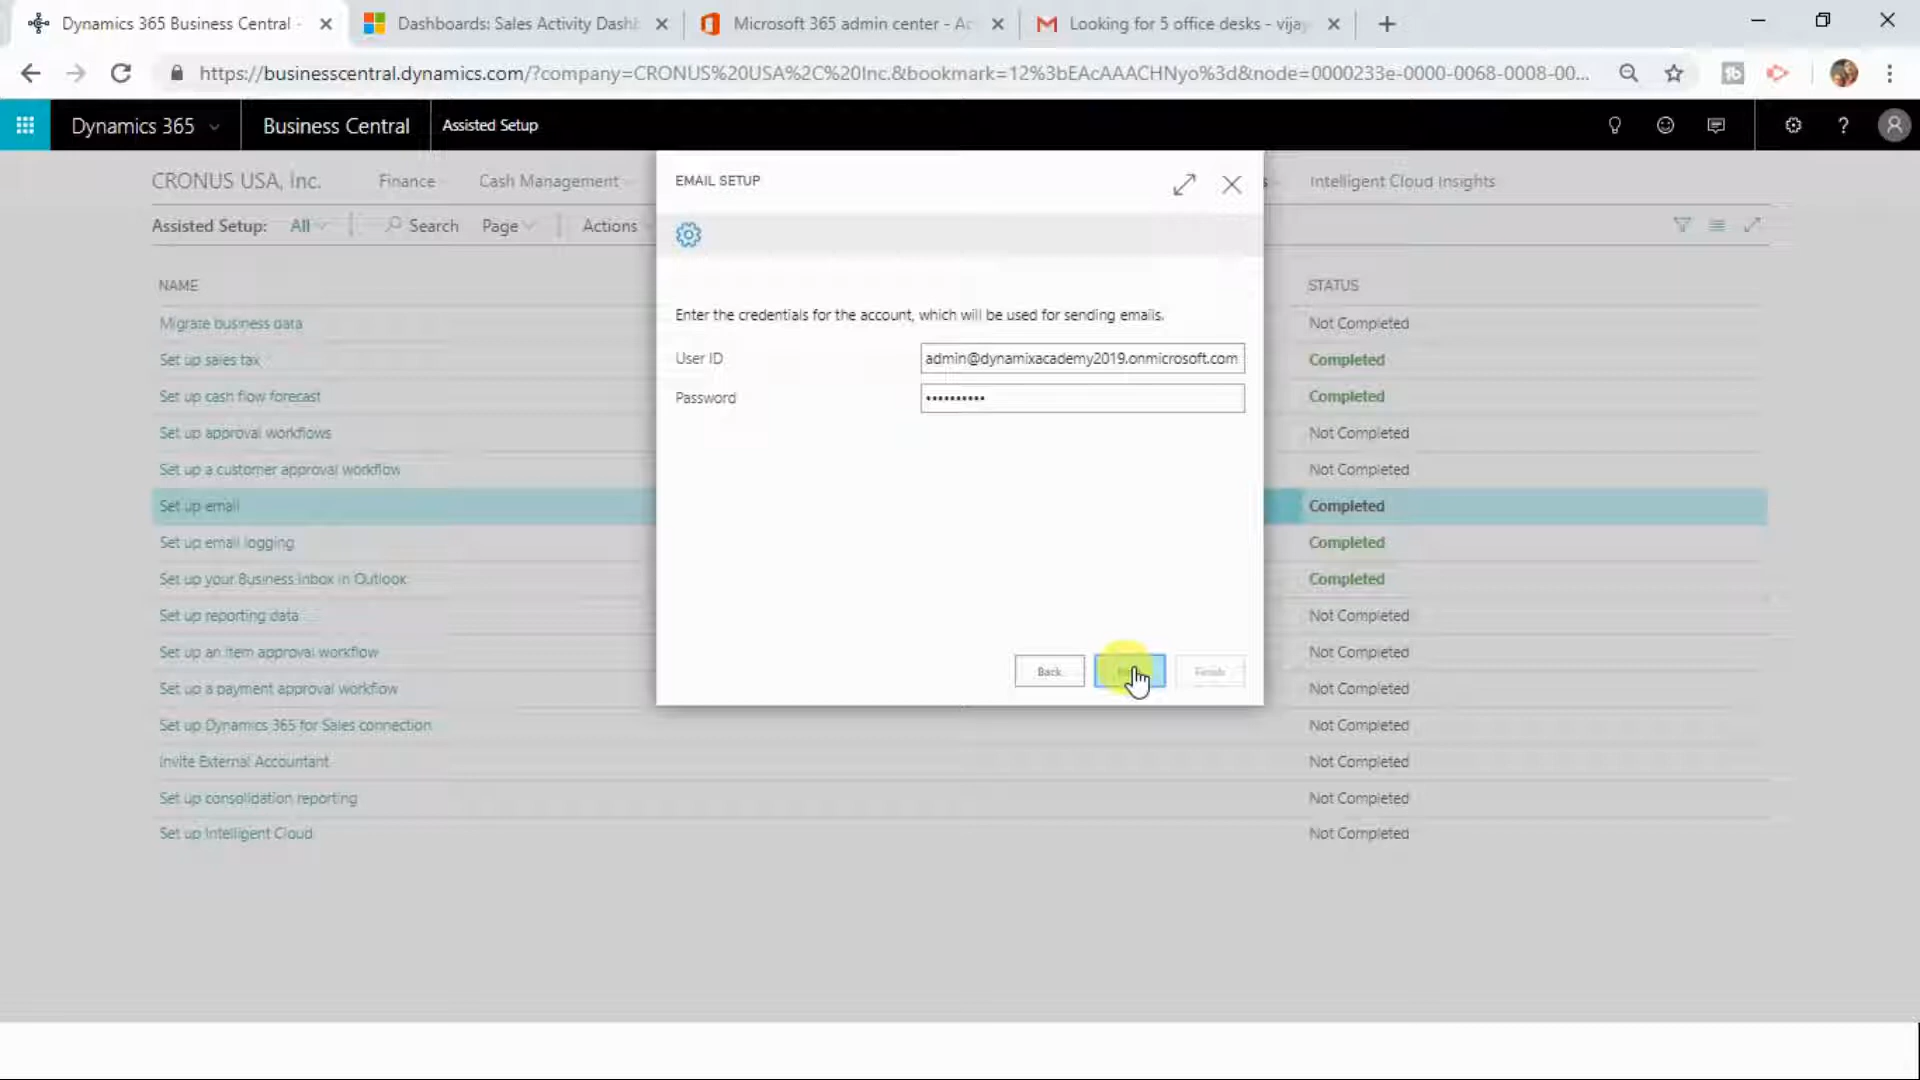 Dynamics 365 Business Central -
Dashboards: Sales Activity Dashb
Microsoft 365 admin center - Ac
Looking for 5 office desks - vijay
https://businesscentral.dynamics.com/?company=CRONUS%20USA%2C%20Inc.&bookmark=12%3bEAcAAACHNyo%3d&node=0000233e-0000-0068-0008-00...
Dynamics 365
Business Central
Assisted Setup
CRONUS USA, Inc.
Finance
Cash Management
Intelligent Cloud Insights
Assisted Setup:
All
Search
Page
Actions
NAME
STATUS
Migrate business data
Not Completed
Set up sales tax
Completed
Set up cash flow forecast
Completed
Set up approval workflows
Not Completed
Set up a customer approval workflow
Not Completed
Set up email
Completed
Set up email logging
Completed
Set up your Business Inbox in Outlook
Completed
Set up reporting data
Not Completed
Set up an item approval workflow
Not Completed
Set up a payment approval workflow
Not Completed
Set up Dynamics 365 for Sales connection
Not Completed
Invite External Accountant
Not Completed
Set up consolidation reporting
Not Completed
Set up Intelligent Cloud
Not Completed
EMAIL SETUP
Enter the credentials for the account, which will be used for sending emails.
User ID
admin@dynamixacademy2019.onmicrosoft.com
Password
••••••••••
Back
Finish